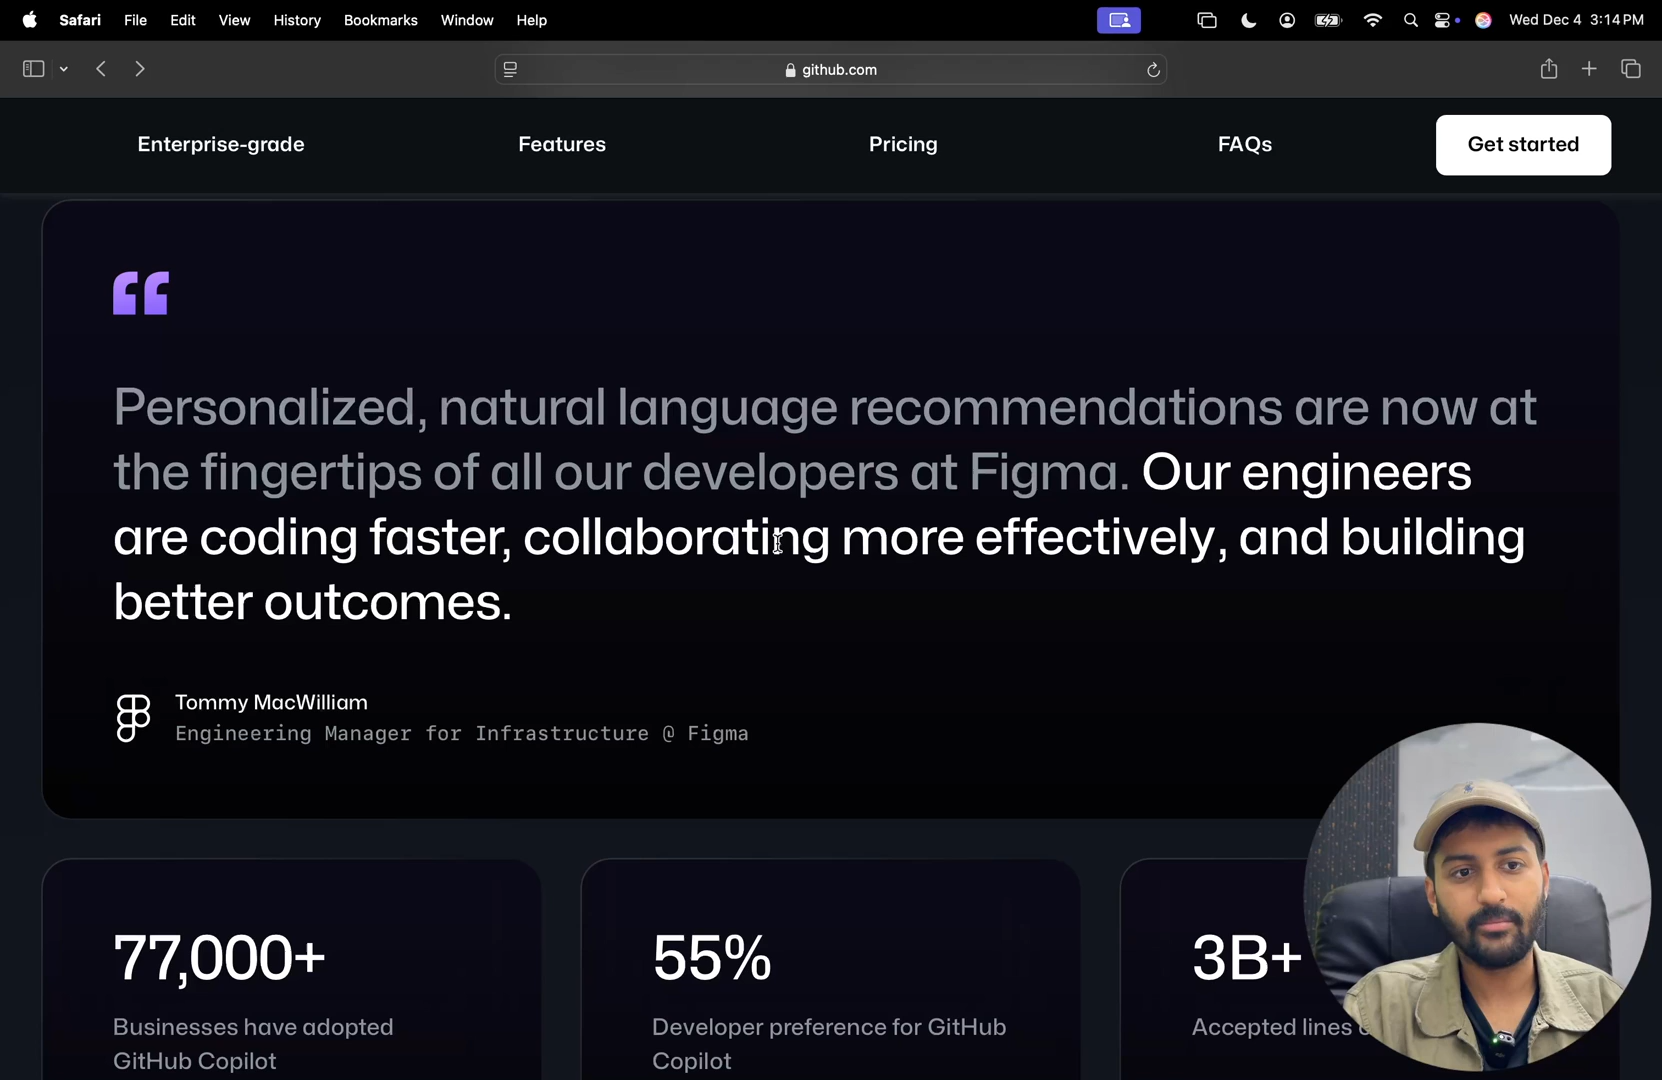 Safari File Edit View History Bookmarks Window Help Wed Dec 4 3:14 PM
github.com
Enterprise-grade Features Pricing FAQs Get started
Personalized, natural language recommendations are now at
the fingertips of all our developers at Figma. Our engineers
are coding faster, collaborating more effectively, and building
better outcomes.
Tommy MacWilliam
Engineering Manager for Infrastructure @ Figma
77,000+ 55% 3B+
Businesses have adopted
GitHub Copilot
Developer preference for GitHub
Copilot
Accepted lines